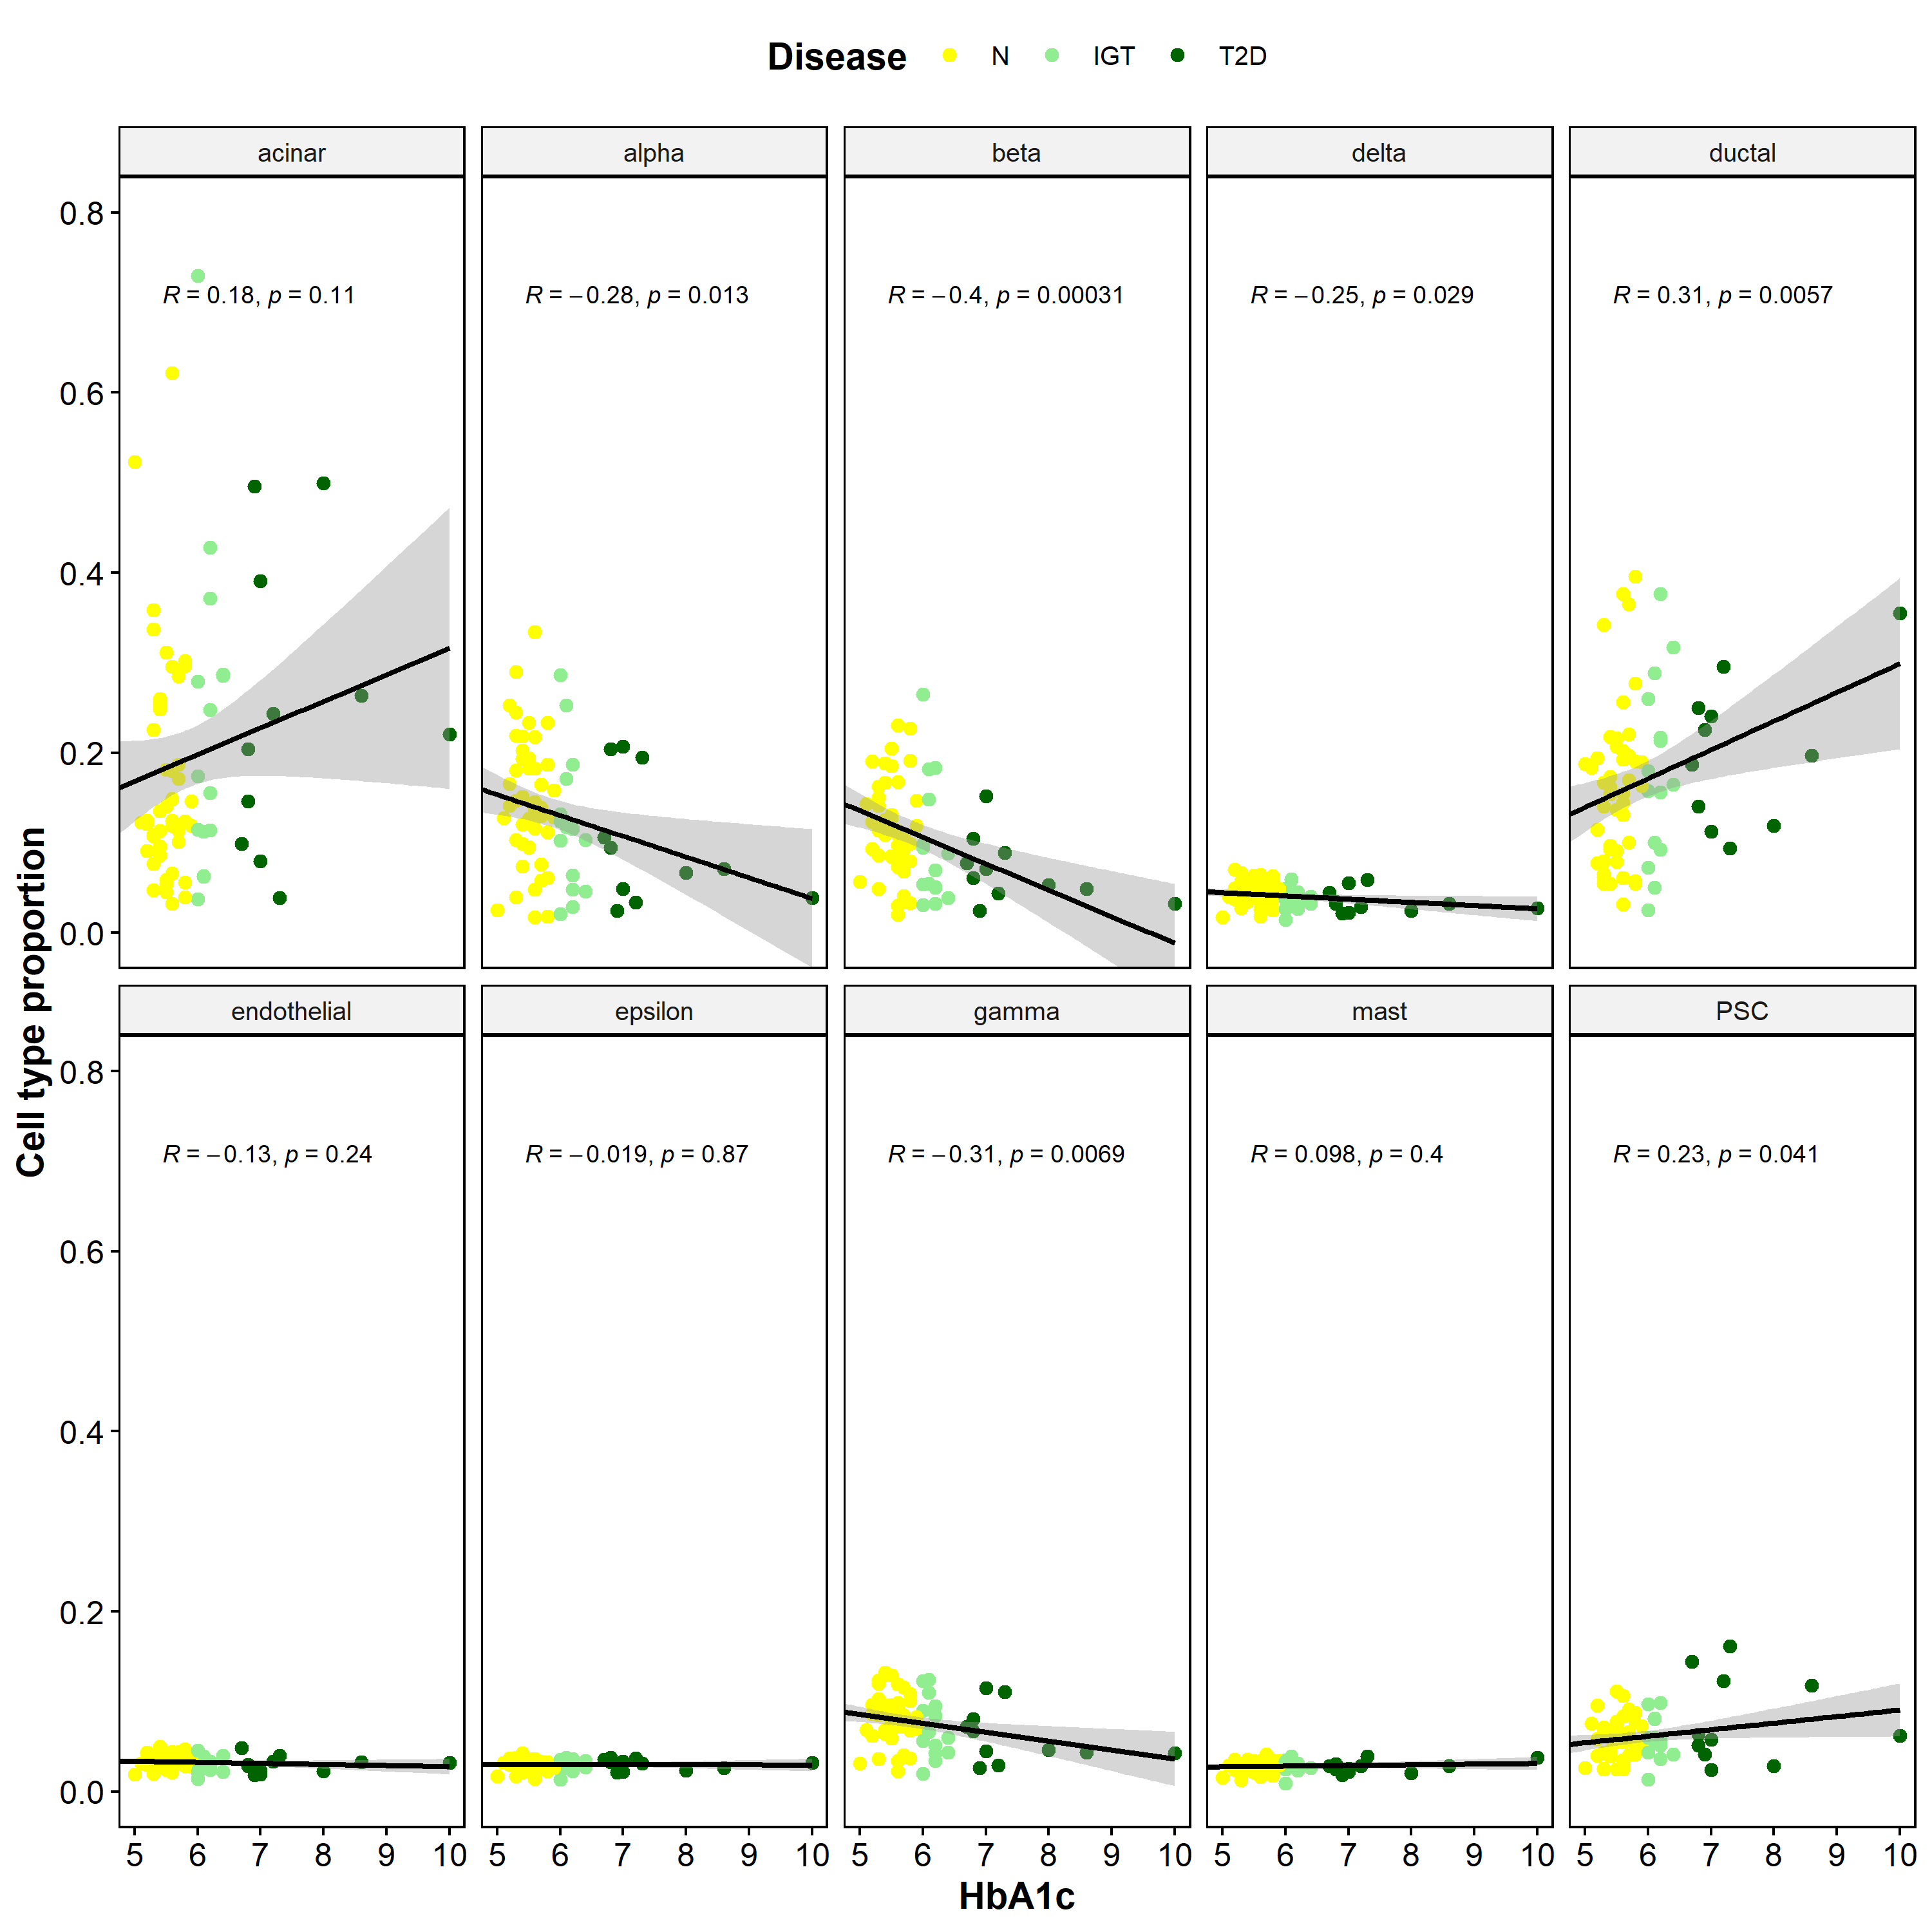 Disease N IGT T2D
acinar alpha beta delta ductal
0.8
R = 0.18, p = 0.11 R = −0.28, p = 0.013 R = −0.4, p = 0.00031 R = −0.25, p = 0.029 R = 0.31, p = 0.0057
0.6
0.4
0.2
0.0
Cell type proportion
endothelial epsilon gamma mast PSC
0.8
R = −0.13, p = 0.24 R = −0.019, p = 0.87 R = −0.31, p = 0.0069 R = 0.098, p = 0.4 R = 0.23, p = 0.041
0.6
0.4
0.2
0.0
5 6 7 8 9 10 5 6 7 8 9 10 5 6 7 8 9 10 5 6 7 8 9 10 5 6 7 8 9 10
HbA1c